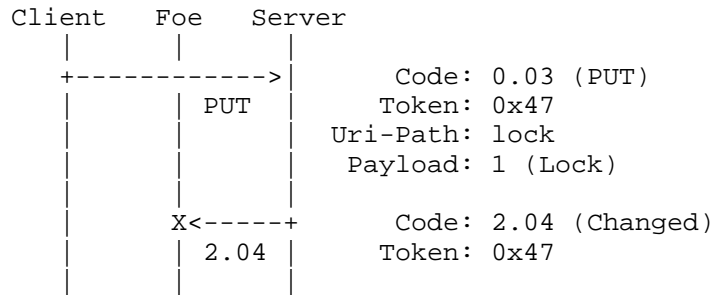 Client Foe Server
PUT Code: 0.03 (PUT)
Token: 0x47
Uri-Path: lock
Payload: 1 (Lock)
X Code: 2.04 (Changed)
2.04 Token: 0x47